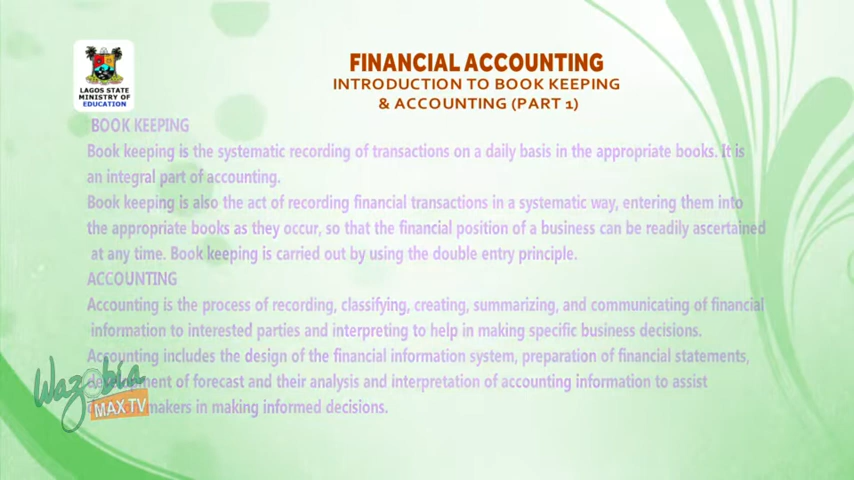 FINANCIAL ACCOUNTING
INTRODUCTION TO BOOK KEEPING
& ACCOUNTING (PART 1)
LAGOS STATE
MINISTRY OF
EDUCATION
BOOK KEEPING
Book keeping is the systematic recording of transactions on a daily basis in the appropriate books. It is
an integral part of accounting.
Book keeping is also the act of recording financial transactions in a systematic way, entering them into
the appropriate books as they occur, so that the financial position of a business can be readily ascertained
at any time. Book keeping is carried out by using the double entry principle.
ACCOUNTING
Accounting is the process of recording, classifying, creating, summarizing, and communicating of financial
information to interested parties and interpreting to help in making specific business decisions.
Accounting includes the design of the financial information system, preparation of financial statements,
of forecast and their analysis and interpretation of accounting information to assist
makers in making informed decisions.
Wazobia
MAX TV